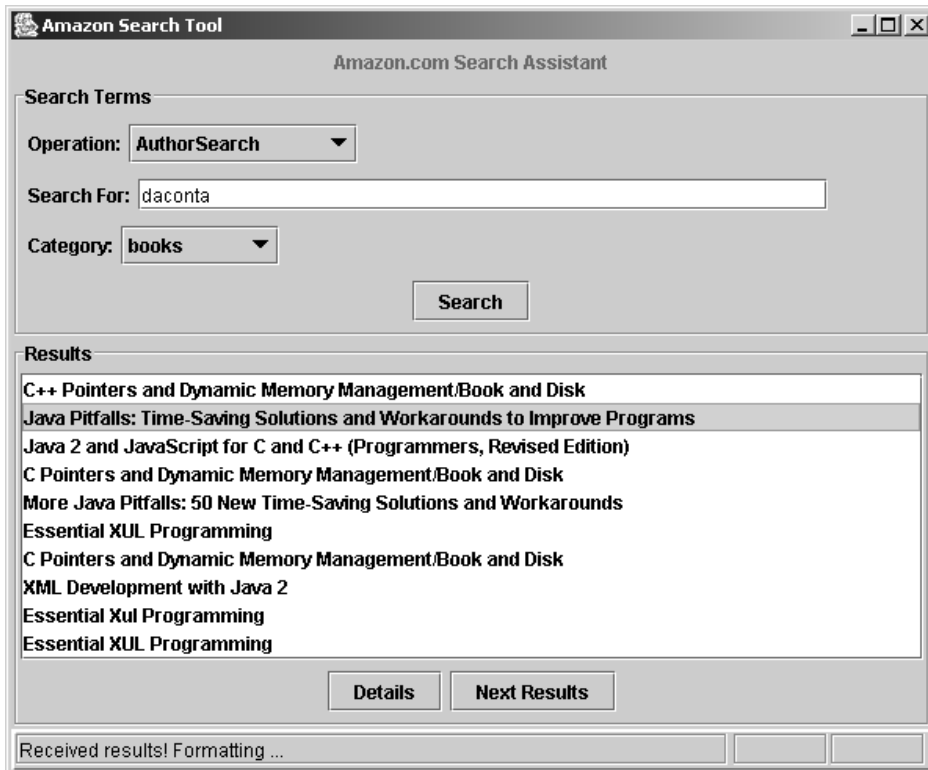 Amazon Search Tool
Amazon.com Search Assistant
Search Terms
Operation: AuthorSearch
Search For: daconta
Category: books
Search
Results
C++ Pointers and Dynamic Memory Management/Book and Disk
Java Pitfalls: Time-Saving Solutions and Workarounds to Improve Programs
Java 2 and JavaScript for C and C++ (Programmers, Revised Edition)
C Pointers and Dynamic Memory Management/Book and Disk
More Java Pitfalls: 50 New Time-Saving Solutions and Workarounds
Essential XUL Programming
C Pointers and Dynamic Memory Management/Book and Disk
XML Development with Java 2
Essential Xul Programming
Essential XUL Programming
Details Next Results
Received results! Formatting ...